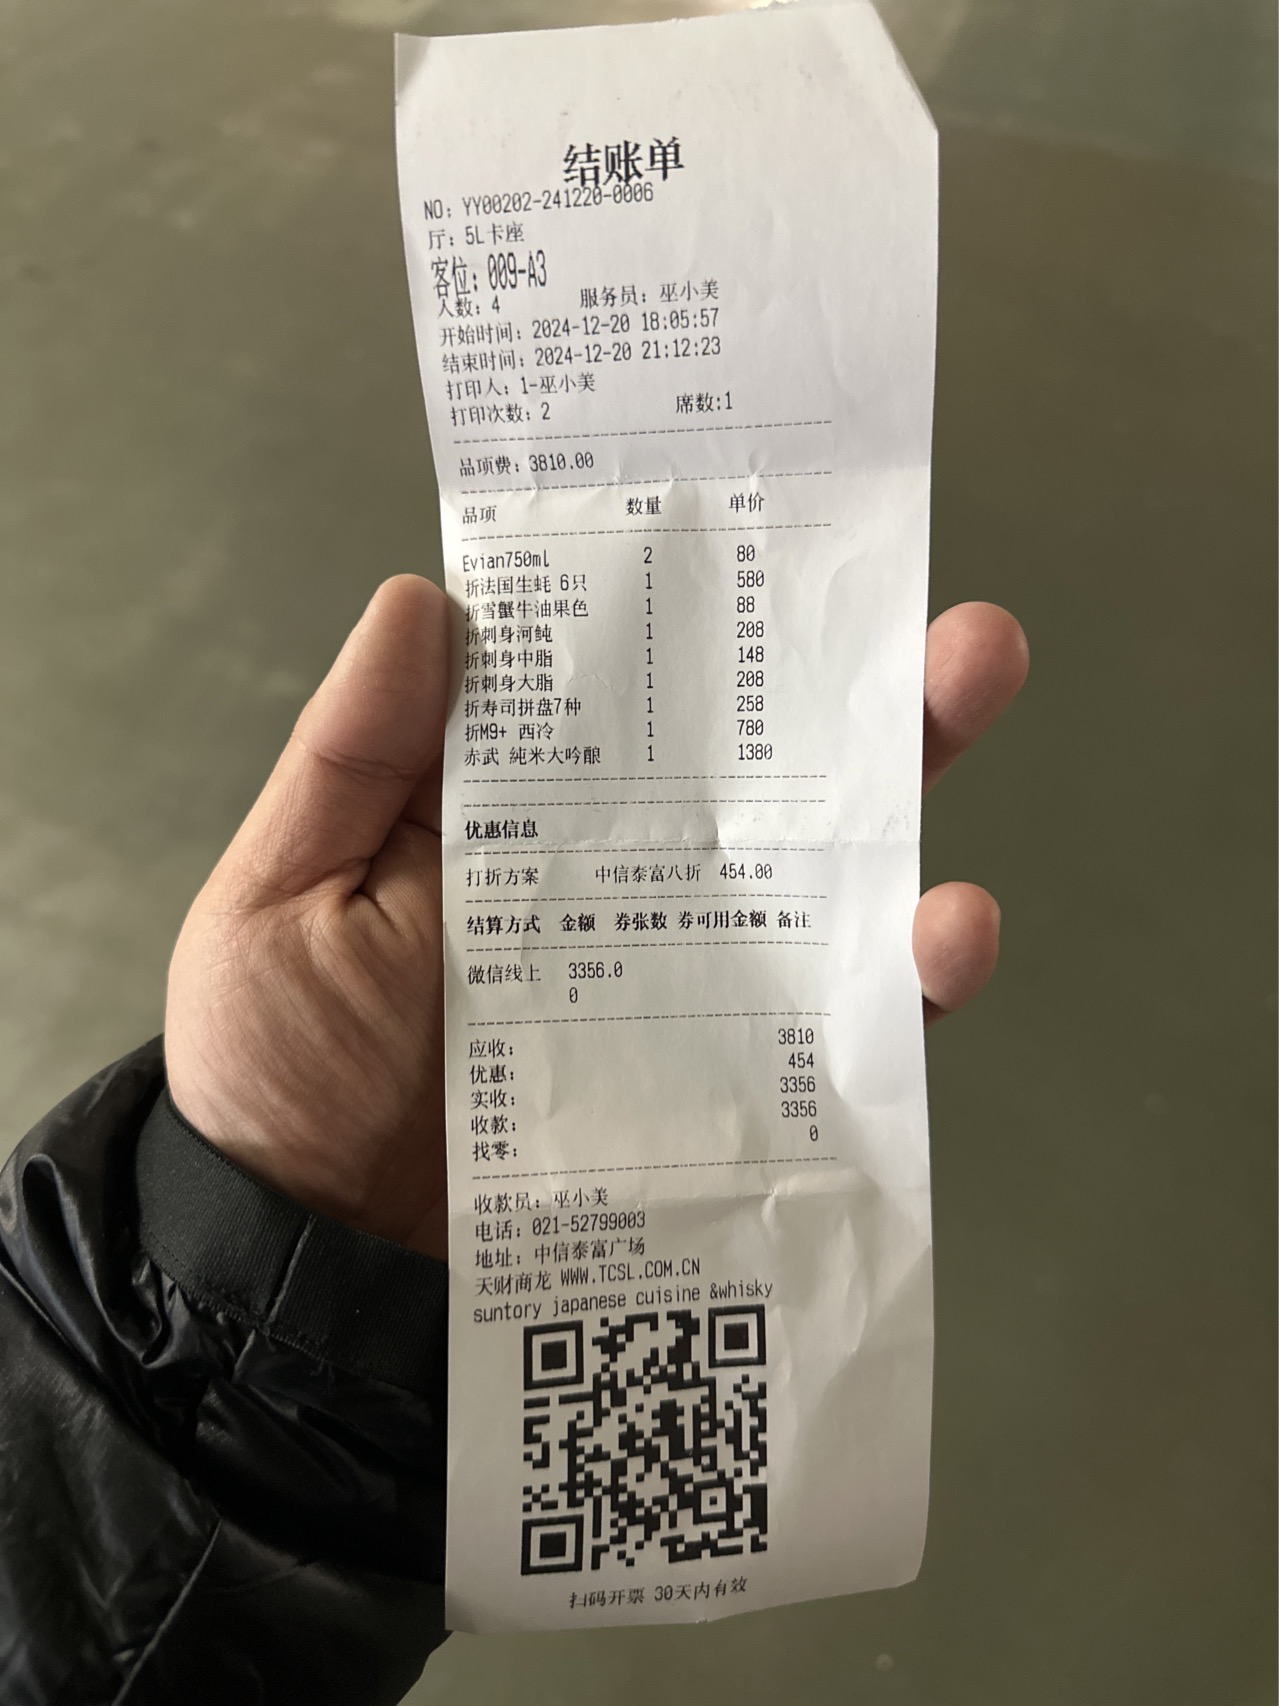 结账单
NO: YY00202-241220-0006
厅: 5L卡座
客位: 009-A3
人数: 4 服务员: 巫小美
开始时间: 2024-12-20 18:05:57
结束时间: 2024-12-20 21:12:23
打印人: 1-巫小美
打印次数: 2 席数:1
品项费: 3810.00
品项 数量 单价
Evian750ml 2 80
折法国生蚝 6只 1 580
折雪蟹牛油果色 1 88
折刺身河鲀 1 208
折刺身中脂 1 148
折刺身大脂 1 208
折寿司拼盘7种 1 258
折M9+ 西冷 1 780
赤武 純米大吟酿 1 1380
优惠信息
打折方案 中信泰富八折 454.00
结算方式 金额 券张数 券可用金额 备注
微信线上 3356.0
0
应收: 3810
优惠: 454
实收: 3356
收款: 3356
找零: 0
收款员: 巫小美
电话: 021-52799003
地址: 中信泰富广场
天财商龙 WWW.TCSL.COM.CN
suntory japanese cuisine &whisky
扫码开票 30天内有效